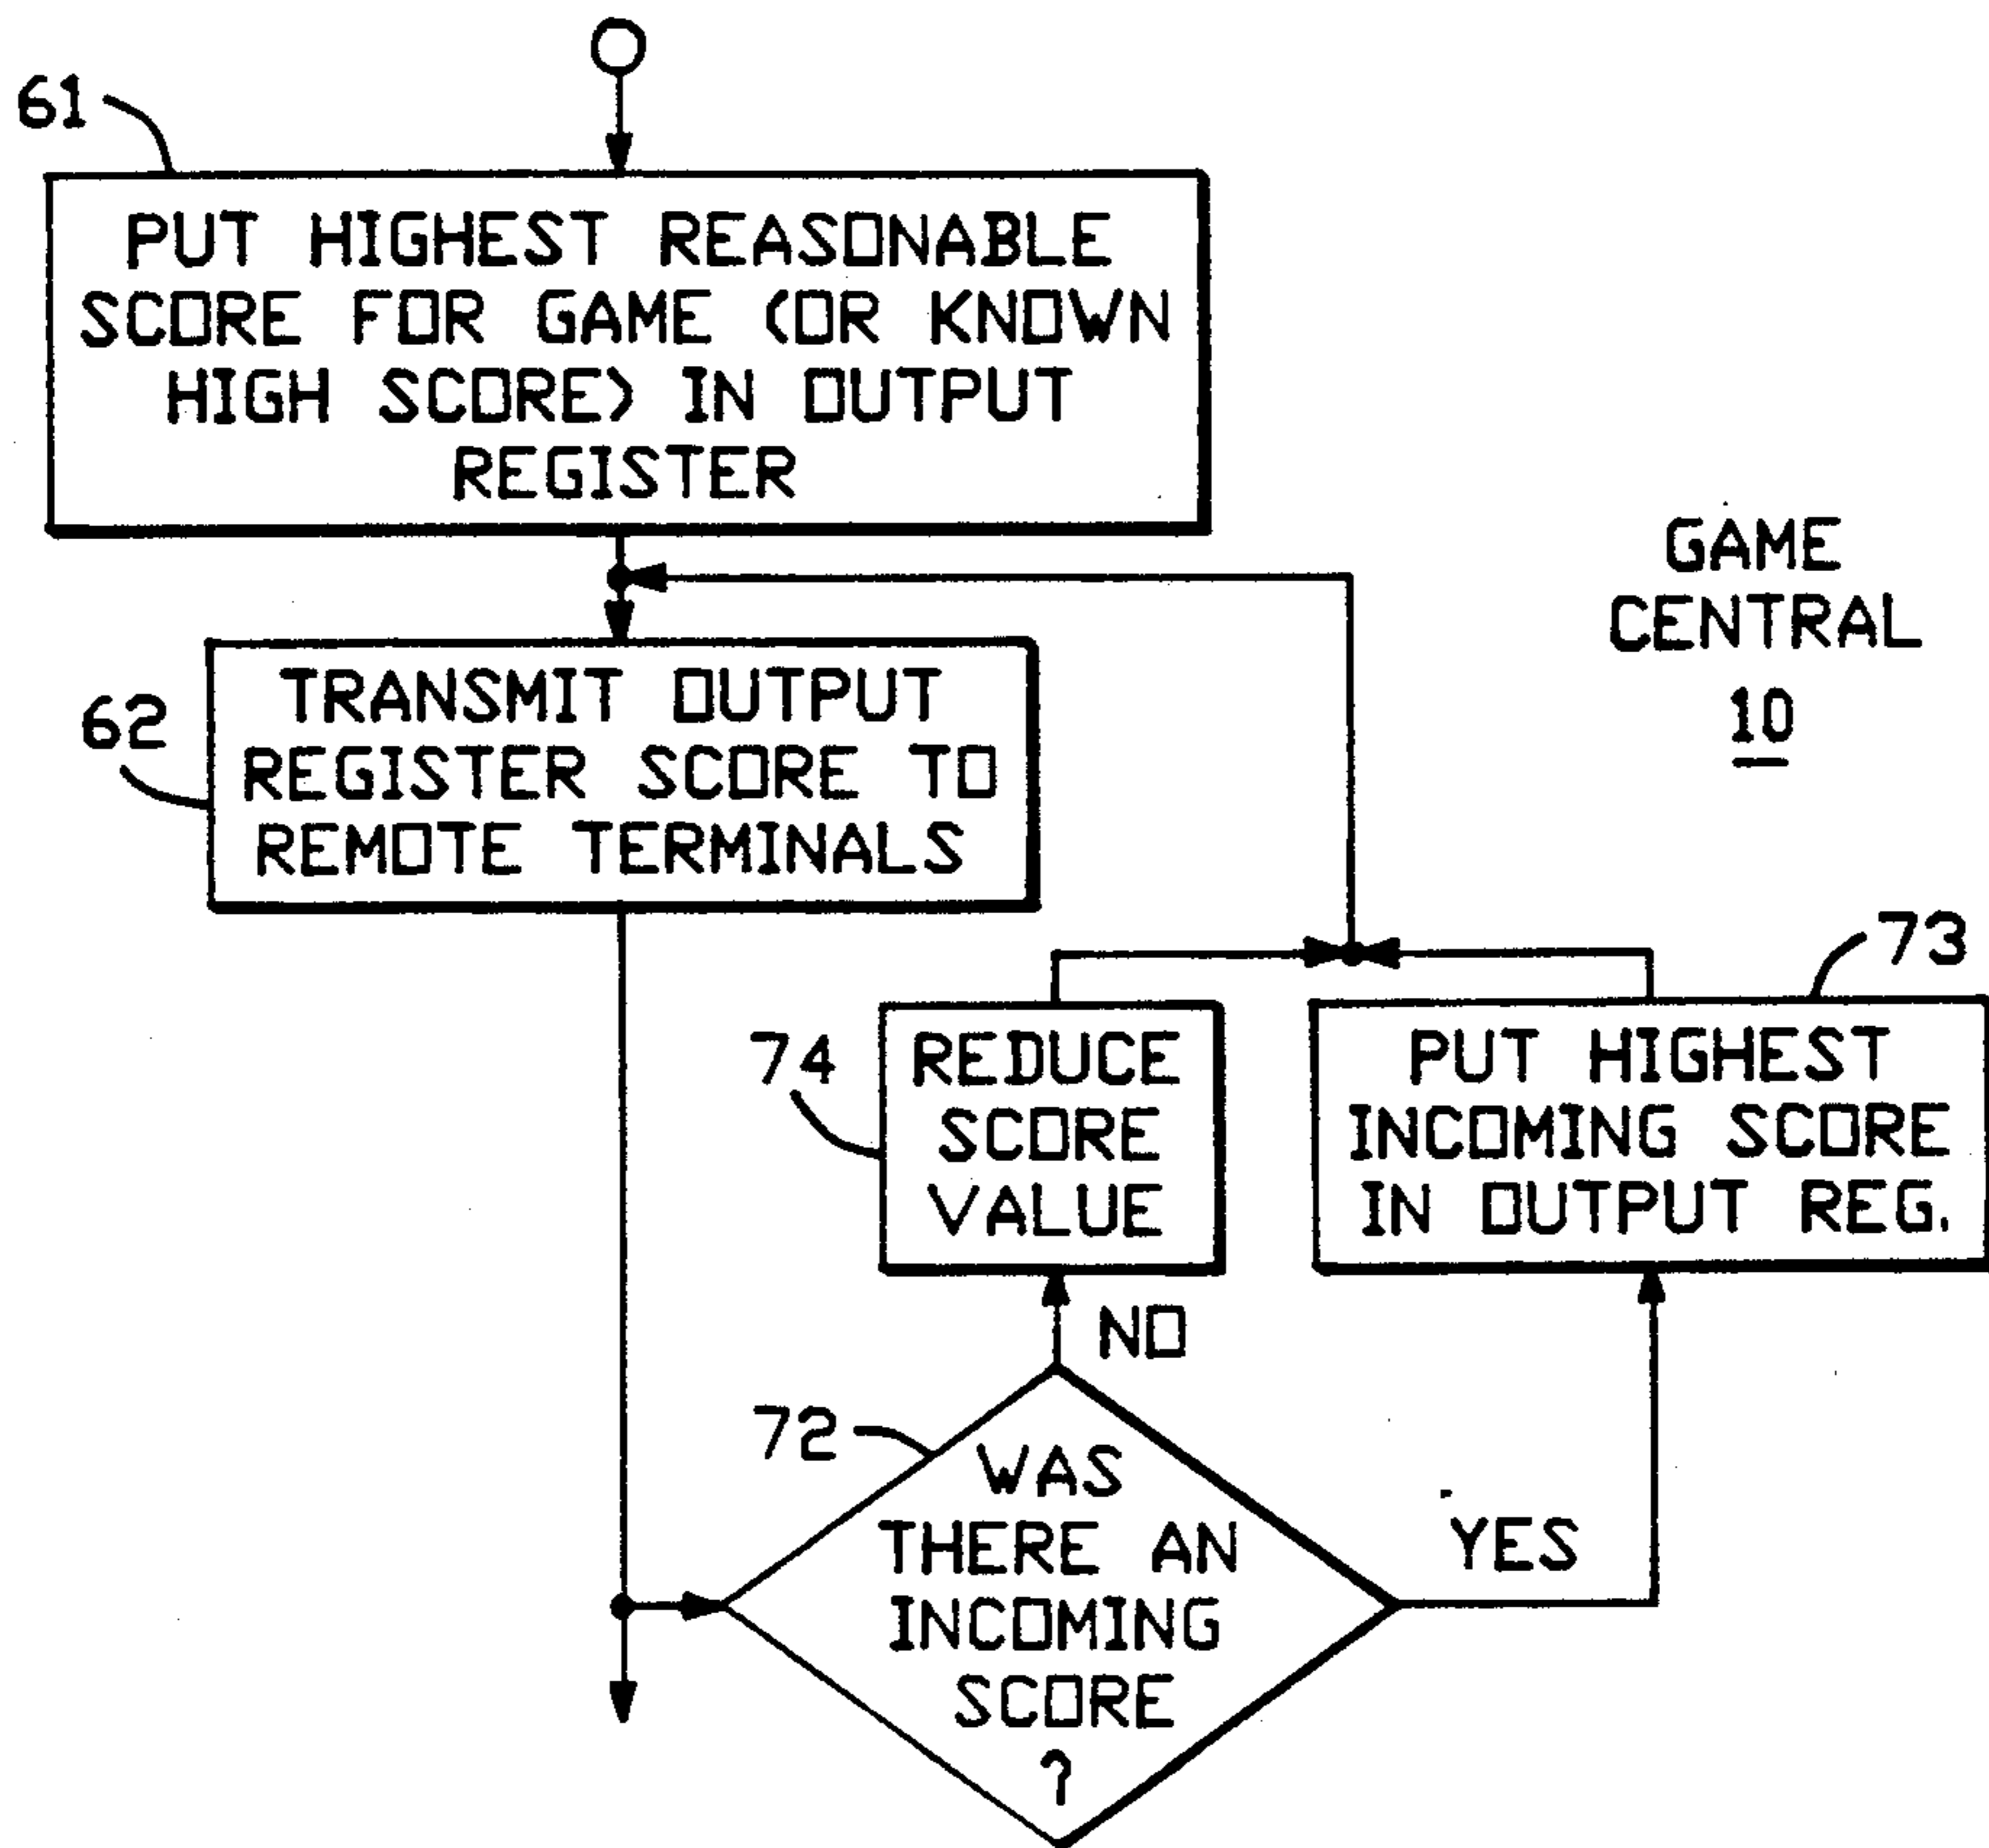 61
PUT HIGHEST REASONABLE
SCORE FOR GAME (OR KNOWN
HIGH SCORE) IN OUTPUT
REGISTER
GAME
CENTRAL
10
62
TRANSMIT OUTPUT
REGISTER SCORE TO
REMOTE TERMINALS
73
74
REDUCE
SCORE
VALUE
PUT HIGHEST
INCOMING SCORE
IN OUTPUT REG.
NO
72
WAS
THERE AN
INCOMING
SCORE
?
YES